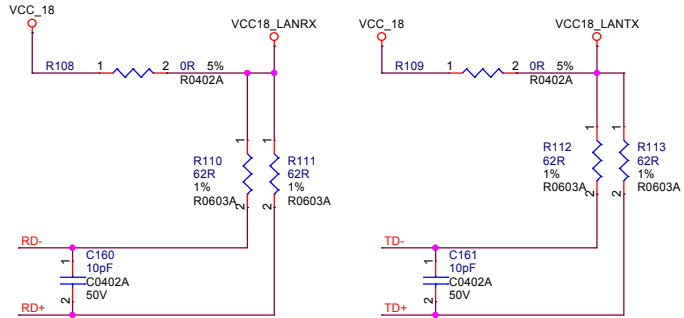 VCC_18
VCC18_LANRX
R108
1
2
0R
5%
R0402A
1
1
R110
62R
1%
R0603A
2
R111
62R
1%
R0603A
2
RD-
1
C160
10pF
C0402A
50V
2
RD+
VCC_18
VCC18_LANTX
R109
1
2
0R
5%
R0402A
1
1
R112
62R
1%
R0603A
2
R113
62R
1%
R0603A
2
TD-
1
C161
10pF
C0402A
50V
2
TD+